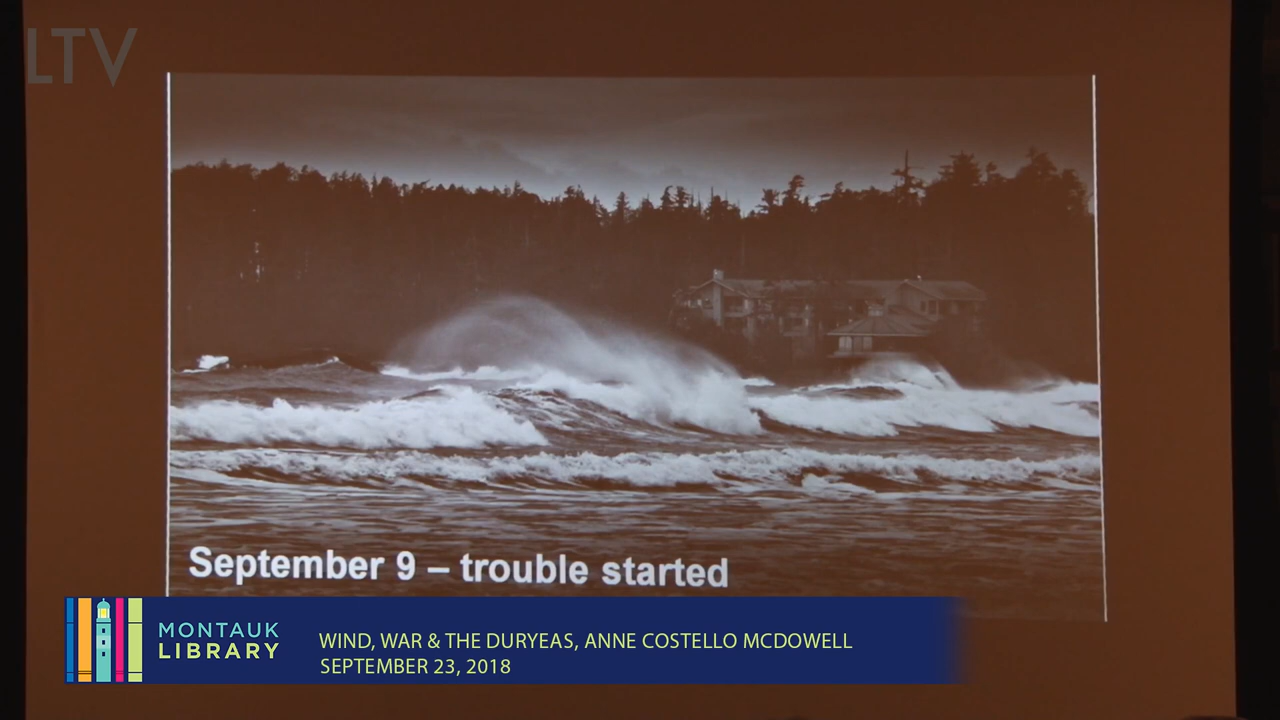 LTV
September 9 – trouble started
MONTAUK
LIBRARY
WIND, WAR & THE DURYEAS, ANNE COSTELLO MCDOWELL
SEPTEMBER 23, 2018